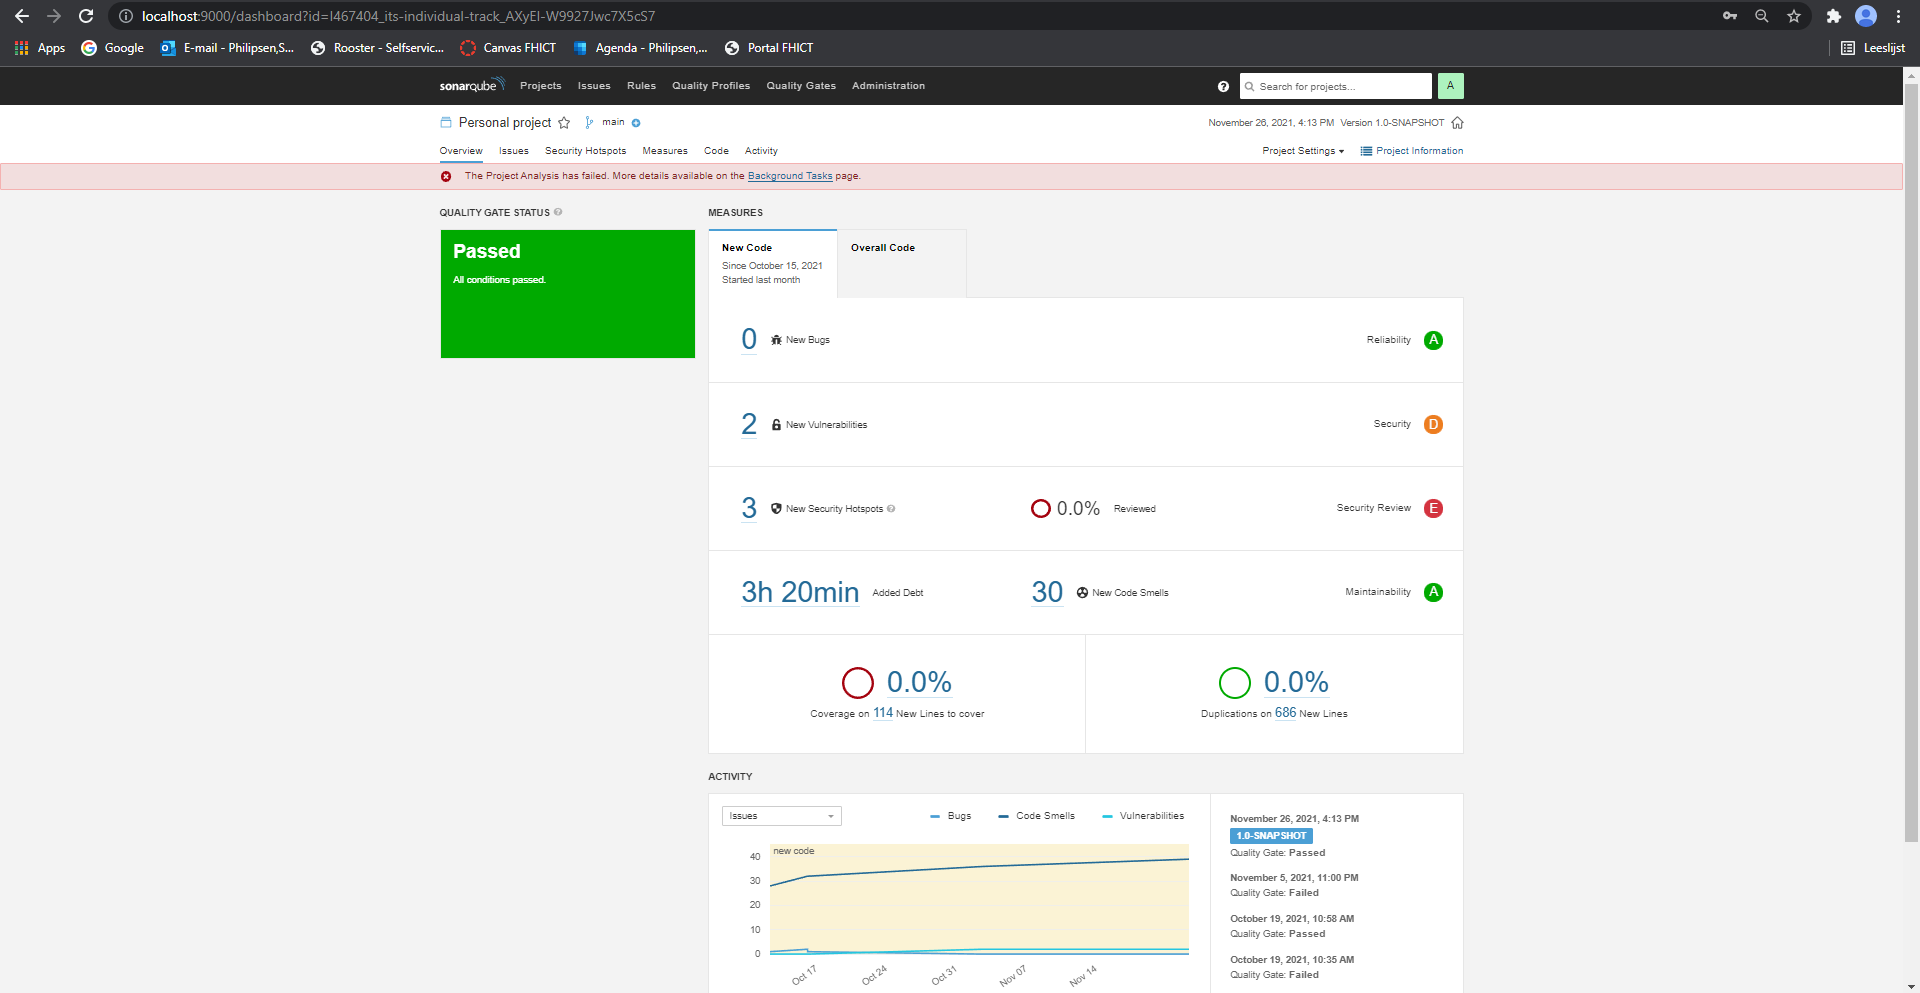 localhost:9000/dashboard?id=I467404_its-individual-track_AXyEI-W9927Jwc7X5cS7
Apps Google E-mail - Philipsen,S... Rooster - Selfservic... Canvas FHICT Agenda - Philipsen,... Portal FHICT Leeslijst
sonarqube Projects Issues Rules Quality Profiles Quality Gates Administration ? Search for projects... A
Personal project main November 26, 2021, 4:13 PM Version 1.0-SNAPSHOT
Overview Issues Security Hotspots Measures Code Activity Project Settings Project Information
The Project Analysis has failed. More details available on the Background Tasks page.
QUALITY GATE STATUS ?
Passed
All conditions passed.
MEASURES
New Code
Since October 15, 2021
Started last month
Overall Code
0 New Bugs Reliability A
2 New Vulnerabilities Security D
3 New Security Hotspots ? 0.0% Reviewed Security Review E
3h 20min Added Debt 30 New Code Smells Maintainability A
0.0%
Coverage on 114 New Lines to cover
0.0%
Duplications on 686 New Lines
ACTIVITY
Issues Bugs Code Smells Vulnerabilities
new code
40
30
20
10
0
Oct 17 Oct 24 Oct 31 Nov 07 Nov 14
November 26, 2021, 4:13 PM
1.0-SNAPSHOT
Quality Gate: Passed
November 5, 2021, 11:00 PM
Quality Gate: Failed
October 19, 2021, 10:58 AM
Quality Gate: Passed
October 19, 2021, 10:35 AM
Quality Gate: Failed